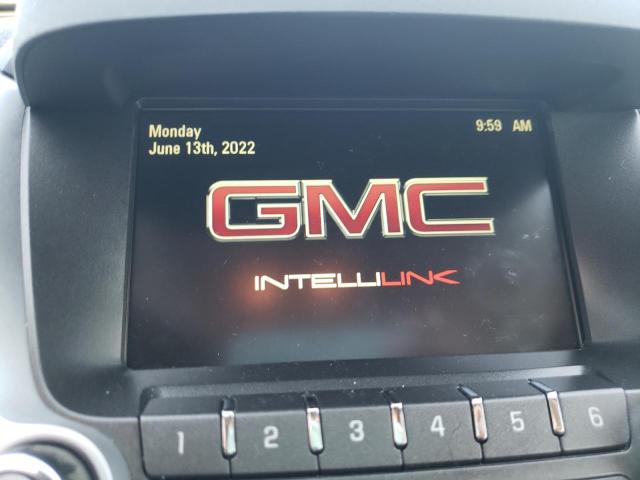 Monday
9:59 AM
June 13th, 2022
GMC
INTELLILINK
1 2 3 4 5 6